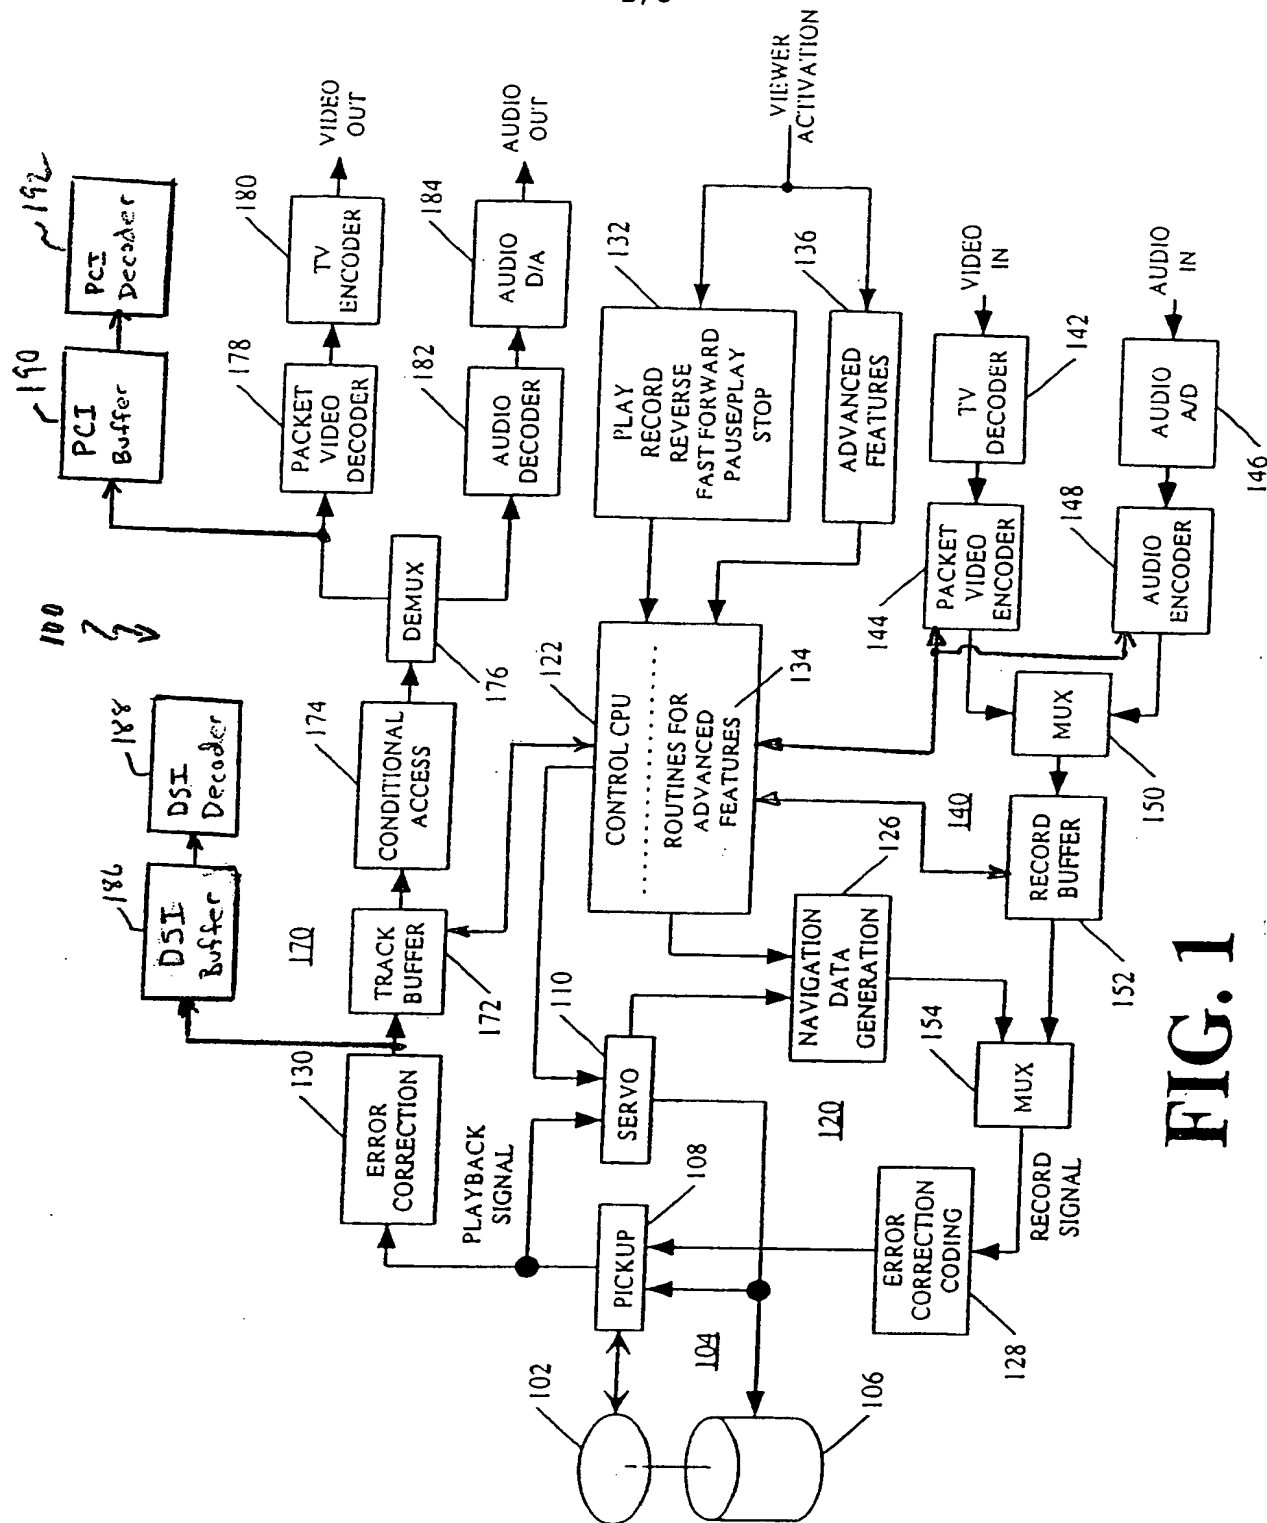 100
192
PCI
Decoder
190
PCI
Buffer
188
DSI
Decoder
186
DSI
Buffer
178
PACKET
VIDEO
DECODER
180
TV
ENCODER
VIDEO
OUT
182
AUDIO
DECODER
184
AUDIO
D/A
AUDIO
OUT
DEMUX
176
174
CONDITIONAL
ACCESS
170
TRACK
BUFFER
172
130
ERROR
CORRECTION
PLAYBACK
SIGNAL
VIEWER
ACTIVATION
132
PLAY
RECORD
REVERSE
FAST FORWARD
PAUSE/PLAY
STOP
136
ADVANCED
FEATURES
122
CONTROL CPU
ROUTINES FOR
ADVANCED
FEATURES
134
110
SERVO
108
PICKUP
102
104
106
120
126
NAVIGATION
DATA
GENERATION
VIDEO
IN
TV
DECODER
142
144
PACKET
VIDEO
ENCODER
AUDIO
IN
AUDIO
A/D
146
148
AUDIO
ENCODER
MUX
150
140
RECORD
BUFFER
152
154
MUX
RECORD
SIGNAL
ERROR
CORRECTION
CODING
128
FIG. 1